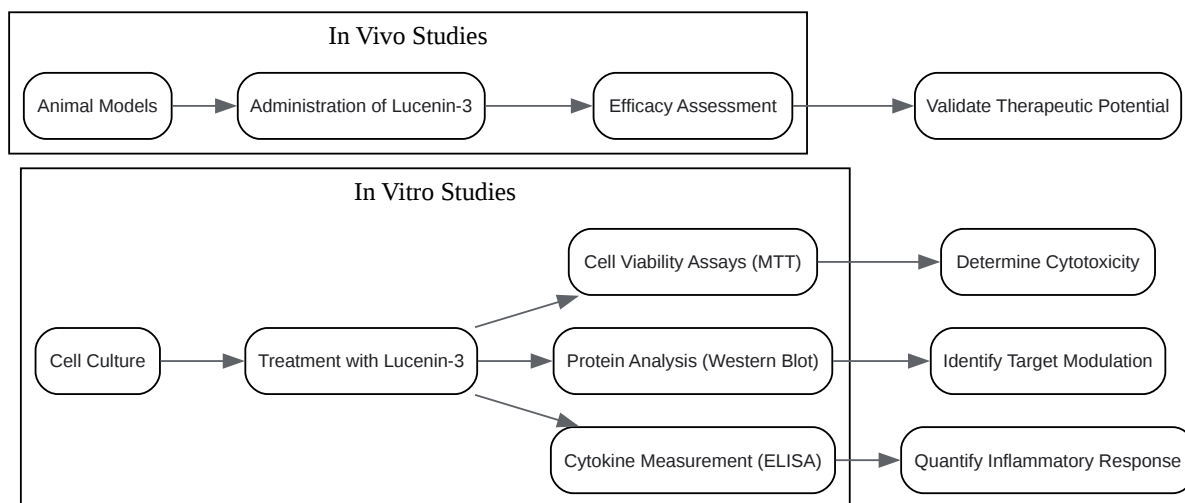 In Vivo Studies
Animal Models
Administration of Lucenin-3
Efficacy Assessment
Validate Therapeutic Potential
In Vitro Studies
Cell Viability Assays (MTT)
Determine Cytotoxicity
Cell Culture
Treatment with Lucenin-3
Protein Analysis (Western Blot)
Identify Target Modulation
Cytokine Measurement (ELISA)
Quantify Inflammatory Response